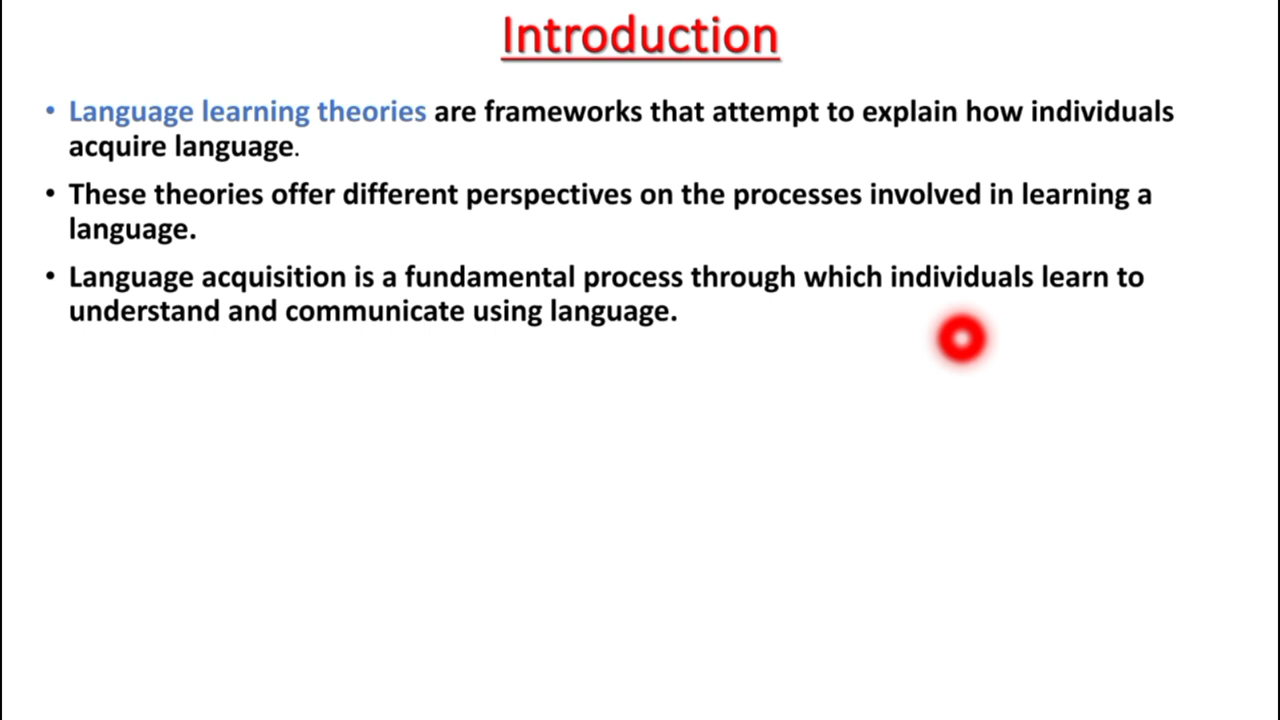 Introduction
• Language learning theories are frameworks that attempt to explain how individuals
acquire language.
• These theories offer different perspectives on the processes involved in learning a
language.
• Language acquisition is a fundamental process through which individuals learn to
understand and communicate using language.